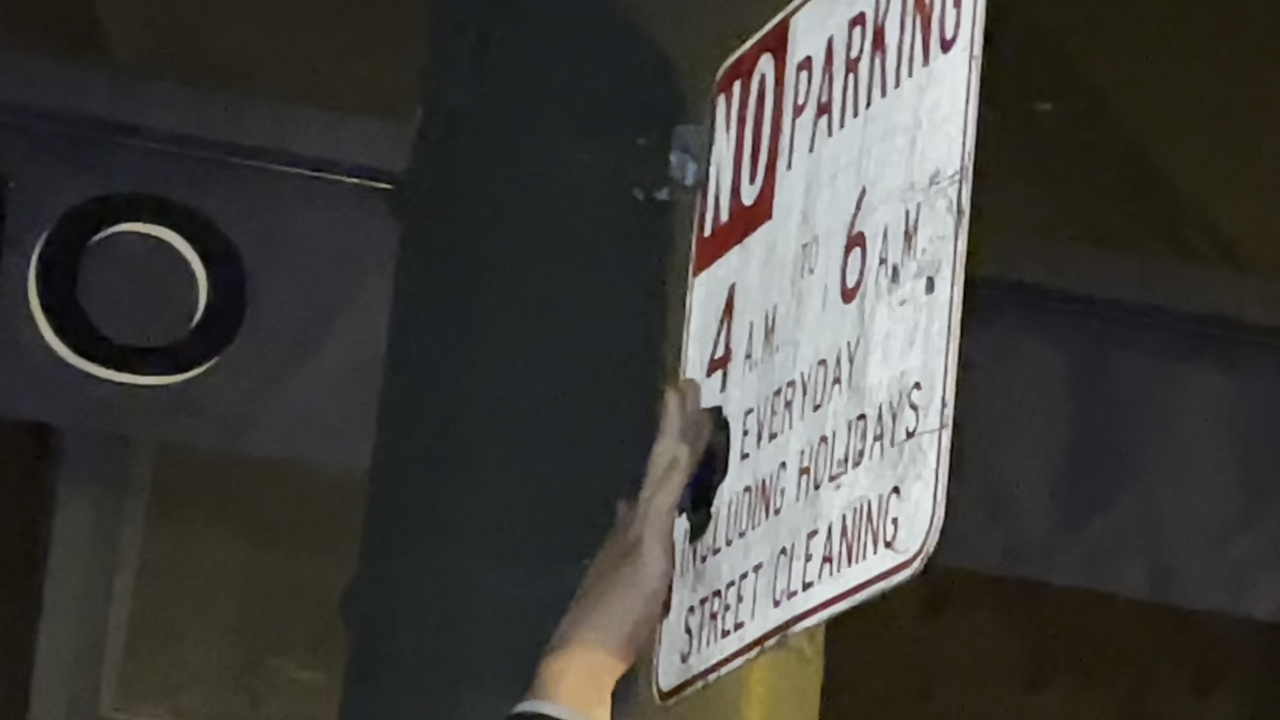 NO PARKING
4 A.M. TO 6 A.M.
EVERYDAY
INCLUDING HOLIDAYS
STREET CLEANING